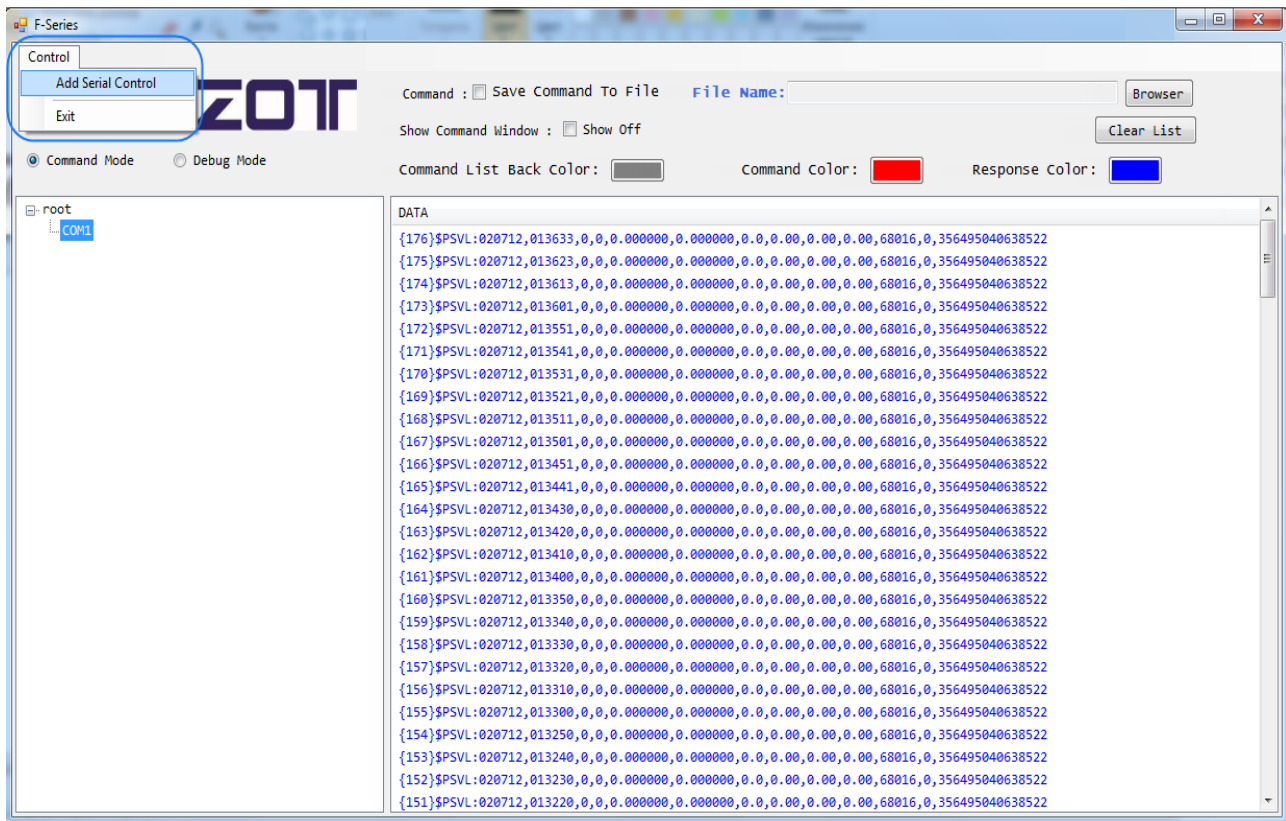 F-Series
Control
Add Serial Control
Exit
ZOTT
Command : Save Command To File File Name: Browser
Show Command Window : Show Off Clear List
Command Mode Debug Mode
Command List Back Color: Command Color: Response Color:
root
COM1
DATA
{176}$PSVL:020712,013633,0,0,0.000000,0.000000,0.0,0.00,0.00,0.00,68016,0,356495040638522
{175}$PSVL:020712,013623,0,0,0.000000,0.000000,0.0,0.00,0.00,0.00,68016,0,356495040638522
{174}$PSVL:020712,013613,0,0,0.000000,0.000000,0.0,0.00,0.00,0.00,68016,0,356495040638522
{173}$PSVL:020712,013601,0,0,0.000000,0.000000,0.0,0.00,0.00,0.00,68016,0,356495040638522
{172}$PSVL:020712,013551,0,0,0.000000,0.000000,0.0,0.00,0.00,0.00,68016,0,356495040638522
{171}$PSVL:020712,013541,0,0,0.000000,0.000000,0.0,0.00,0.00,0.00,68016,0,356495040638522
{170}$PSVL:020712,013531,0,0,0.000000,0.000000,0.0,0.00,0.00,0.00,68016,0,356495040638522
{169}$PSVL:020712,013521,0,0,0.000000,0.000000,0.0,0.00,0.00,0.00,68016,0,356495040638522
{168}$PSVL:020712,013511,0,0,0.000000,0.000000,0.0,0.00,0.00,0.00,68016,0,356495040638522
{167}$PSVL:020712,013501,0,0,0.000000,0.000000,0.0,0.00,0.00,0.00,68016,0,356495040638522
{166}$PSVL:020712,013451,0,0,0.000000,0.000000,0.0,0.00,0.00,0.00,68016,0,356495040638522
{165}$PSVL:020712,013441,0,0,0.000000,0.000000,0.0,0.00,0.00,0.00,68016,0,356495040638522
{164}$PSVL:020712,013430,0,0,0.000000,0.000000,0.0,0.00,0.00,0.00,68016,0,356495040638522
{163}$PSVL:020712,013420,0,0,0.000000,0.000000,0.0,0.00,0.00,0.00,68016,0,356495040638522
{162}$PSVL:020712,013410,0,0,0.000000,0.000000,0.0,0.00,0.00,0.00,68016,0,356495040638522
{161}$PSVL:020712,013400,0,0,0.000000,0.000000,0.0,0.00,0.00,0.00,68016,0,356495040638522
{160}$PSVL:020712,013350,0,0,0.000000,0.000000,0.0,0.00,0.00,0.00,68016,0,356495040638522
{159}$PSVL:020712,013340,0,0,0.000000,0.000000,0.0,0.00,0.00,0.00,68016,0,356495040638522
{158}$PSVL:020712,013330,0,0,0.000000,0.000000,0.0,0.00,0.00,0.00,68016,0,356495040638522
{157}$PSVL:020712,013320,0,0,0.000000,0.000000,0.0,0.00,0.00,0.00,68016,0,356495040638522
{156}$PSVL:020712,013310,0,0,0.000000,0.000000,0.0,0.00,0.00,0.00,68016,0,356495040638522
{155}$PSVL:020712,013300,0,0,0.000000,0.000000,0.0,0.00,0.00,0.00,68016,0,356495040638522
{154}$PSVL:020712,013250,0,0,0.000000,0.000000,0.0,0.00,0.00,0.00,68016,0,356495040638522
{153}$PSVL:020712,013240,0,0,0.000000,0.000000,0.0,0.00,0.00,0.00,68016,0,356495040638522
{152}$PSVL:020712,013230,0,0,0.000000,0.000000,0.0,0.00,0.00,0.00,68016,0,356495040638522
{151}$PSVL:020712,013220,0,0,0.000000,0.000000,0.0,0.00,0.00,0.00,68016,0,356495040638522